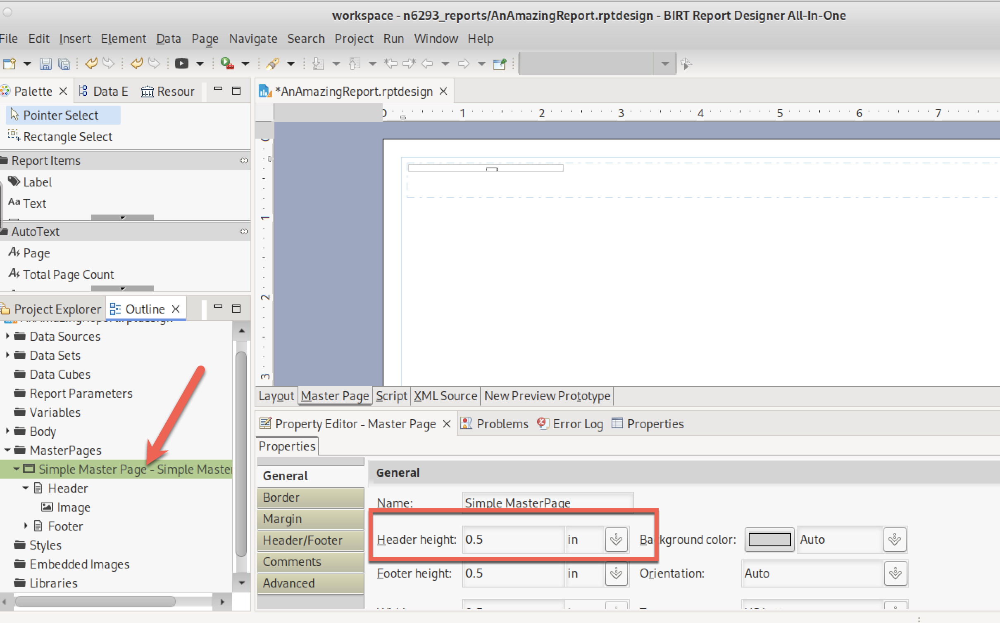 workspace - n6293_reports/AnAmazingReport.rptdesign - BIRT Report Designer All-In-One
File Edit Insert Element Data Page Navigate Search Project Run Window Help
Palette Data E Resour
*AnAmazingReport.rptdesign
0 1 2 3 4 5 6 7
Pointer Select
Rectangle Select
Report Items
Label
Aa Text
AutoText
Page
Total Page Count
0
1
2
3
Project Explorer Outline
AnAmazingReport.rptdesign
Data Sources
Data Sets
Data Cubes
Report Parameters
Variables
Body
MasterPages
Simple Master Page - Simple Master
Header
Image
Footer
Styles
Embedded Images
Libraries
Layout Master Page Script XML Source New Preview Prototype
Property Editor - Master Page Problems Error Log Properties
Properties
General
Border
Margin
Header/Footer
Comments
Advanced
General
Name: Simple MasterPage
Header height: 0.5 in Background color: Auto
Footer height: 0.5 in Orientation: Auto